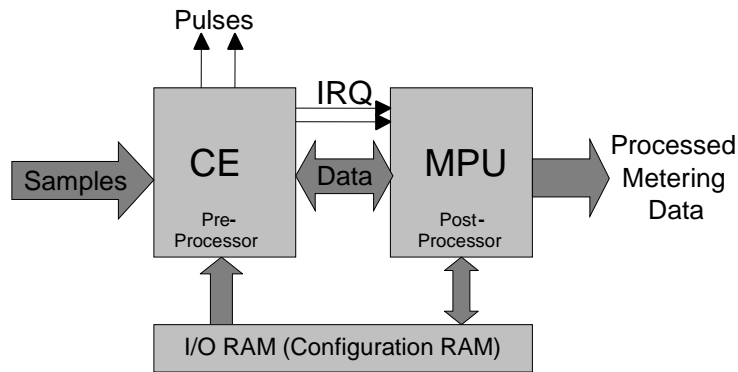 Pulses
IRQ
Samples
CE
Pre-
Processor
Data
MPU
Post-
Processor
Processed
Metering
Data
I/O RAM (Configuration RAM)